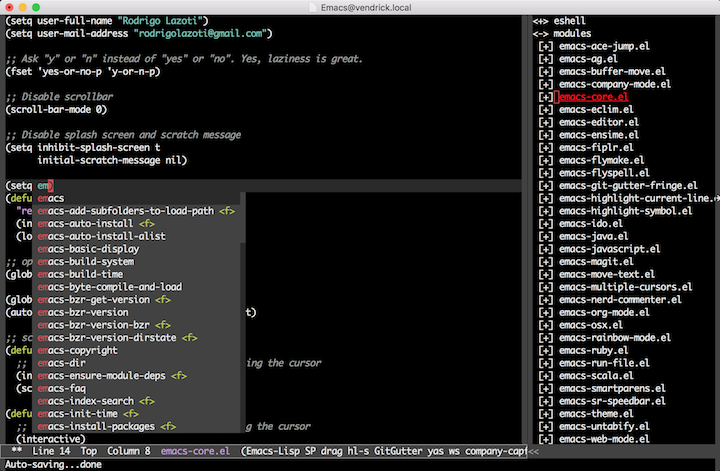 Emacs@vendrick.local
(setq user-full-name "Rodrigo Lazoti")
(setq user-mail-address "rodrigolazoti@gmail.com")
;; Ask "y" or "n" instead of "yes" or "no". Yes, laziness is great.
(fset 'yes-or-no-p 'y-or-n-p)
;; Disable scrollbar
(scroll-bar-mode 0)
;; Disable splash screen and scratch message
(setq inhibit-splash-screen t
initial-scratch-message nil)
(setq em)
(defu
"re
(in
(lo
;; op
(glob
(glob
(auto
t)
;; sc
(defu
;;
ing the cursor
(in
(sc
(defu
;;
g the cursor
(interactive)
emacs
emacs-add-subfolders-to-load-path <f>
emacs-auto-install <f>
emacs-auto-install-alist
emacs-basic-display
emacs-build-system
emacs-build-time
emacs-byte-compile-and-load
emacs-bzr-get-version <f>
emacs-bzr-version
emacs-bzr-version-bzr <f>
emacs-bzr-version-dirstate <f>
emacs-copyright
emacs-dir
emacs-ensure-module-deps <f>
emacs-faq
emacs-index-search <f>
emacs-init-time <f>
emacs-install-packages <f>
** Line 14 Top Column 8 emacs-core.el (Emacs-Lisp SP drag hl-s GitGutter yas ws company-capf
Auto-saving...done
<+> eshell
<-> modules
[+] emacs-ace-jump.el
[+] emacs-ag.el
[+] emacs-buffer-move.el
[+] emacs-company-mode.el
[+] emacs-core.el
[+] emacs-eclim.el
[+] emacs-editor.el
[+] emacs-ensime.el
[+] emacs-fiplr.el
[+] emacs-flymake.el
[+] emacs-flyspell.el
[+] emacs-git-gutter-fringe.el
[+] emacs-highlight-current-line.
[+] emacs-highlight-symbol.el
[+] emacs-ido.el
[+] emacs-java.el
[+] emacs-javascript.el
[+] emacs-magit.el
[+] emacs-move-text.el
[+] emacs-multiple-cursors.el
[+] emacs-nerd-commenter.el
[+] emacs-org-mode.el
[+] emacs-osx.el
[+] emacs-rainbow-mode.el
[+] emacs-ruby.el
[+] emacs-run-file.el
[+] emacs-scala.el
[+] emacs-smartparens.el
[+] emacs-sr-speedbar.el
[+] emacs-theme.el
[+] emacs-untabify.el
[+] emacs-web-mode.el
<<